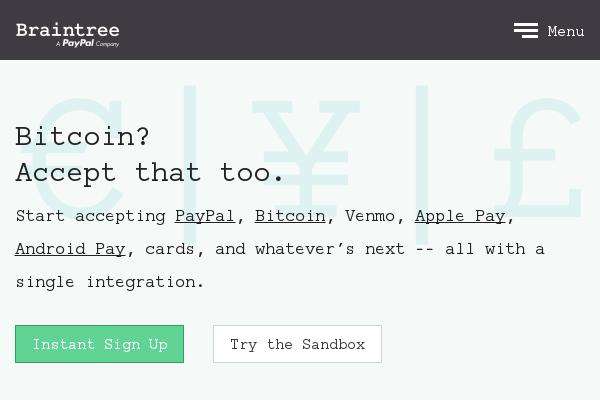 Braintree
A PayPal Company
Menu
€ | ¥ | £
Bitcoin?
Accept that too.
Start accepting PayPal, Bitcoin, Venmo, Apple Pay,
Android Pay, cards, and whatever’s next -- all with a
single integration.
Instant Sign Up
Try the Sandbox